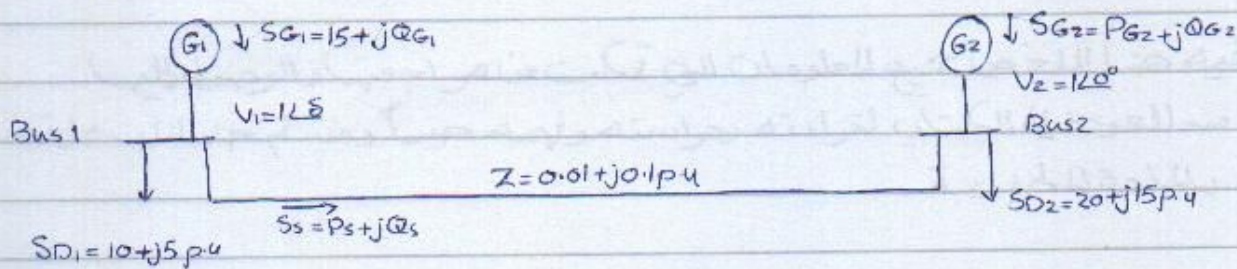 G1 ↓ SG1=15+jQG1
G2 ↓ SG2=PG2+jQG2
V1=1∠δ
V2=1∠0°
Bus1
Bus2
Z=0.01+j0.1p.u
SD2=20+j15p.u
Ss=Ps+jQs
SD1=10+j5p.u